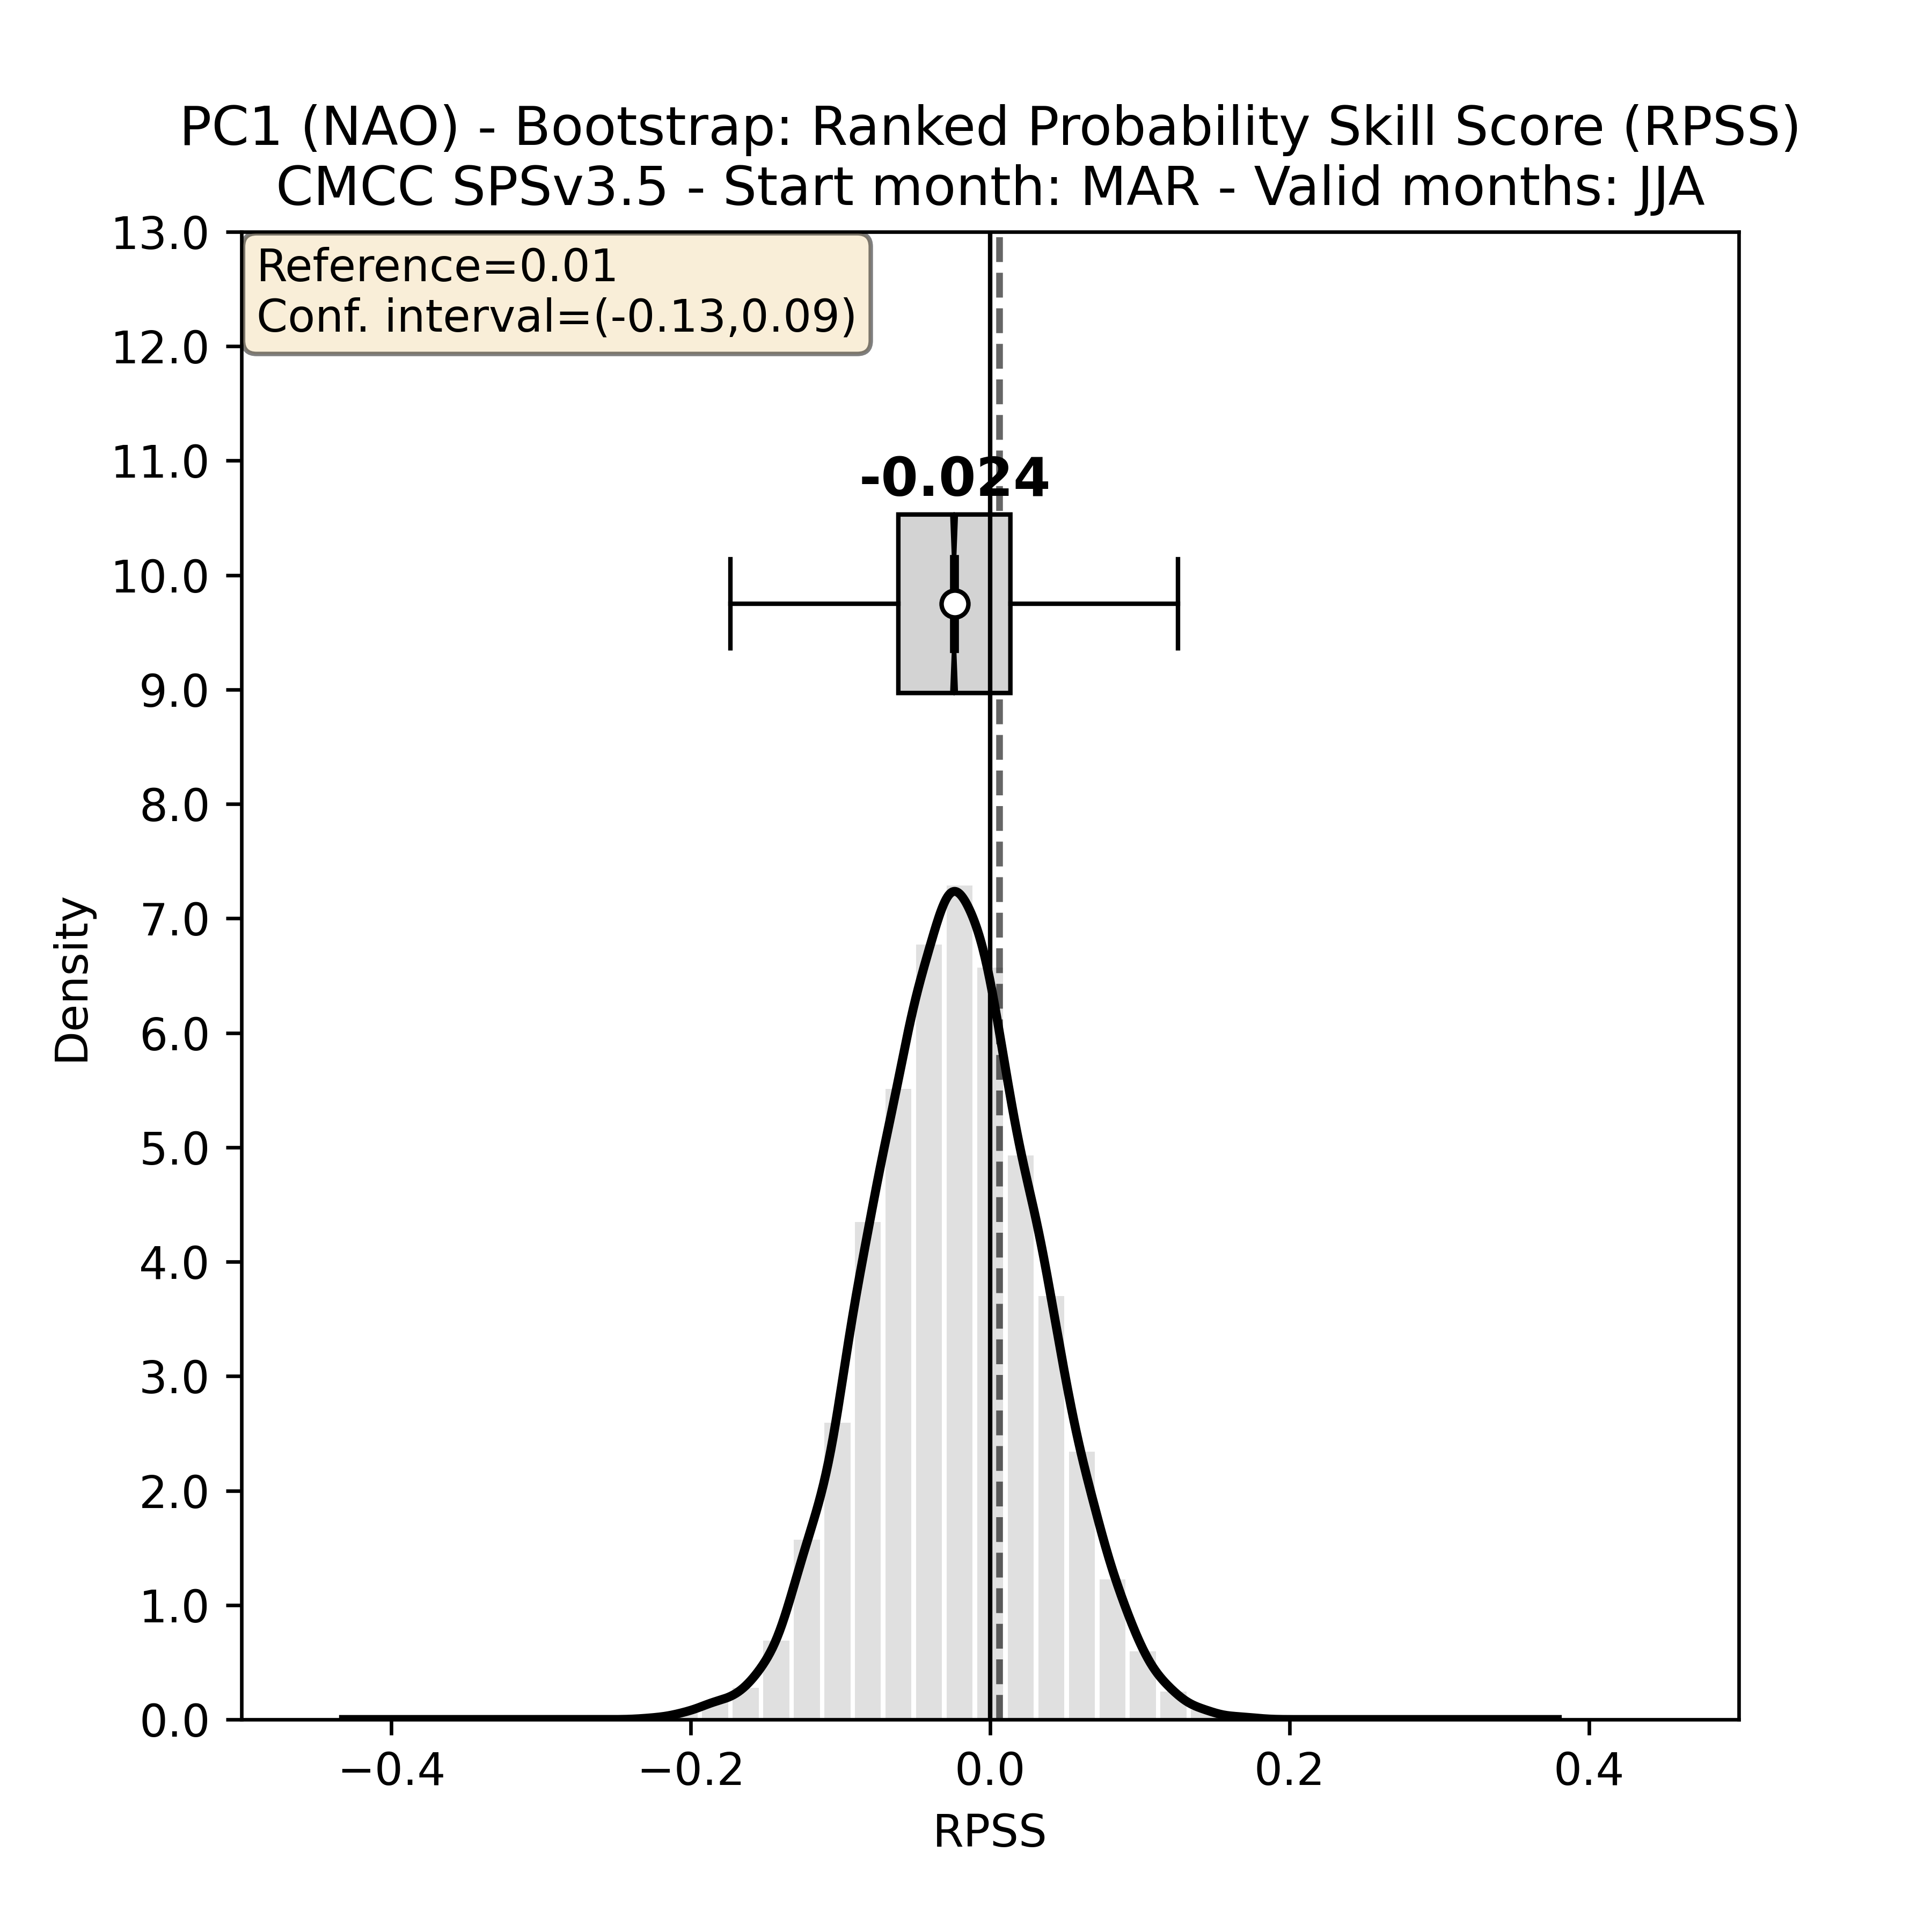 PC1 (NAO) - Bootstrap: Ranked Probability Skill Score (RPSS)
CMCC SPSv3.5 - Start month: MAR - Valid months: JJA
Reference=0.01
Conf. interval=(-0.13,0.09)
-0.024
13.0
12.0
11.0
10.0
9.0
8.0
7.0
6.0
5.0
4.0
3.0
2.0
1.0
0.0
Density
−0.4 −0.2 0.0 0.2 0.4
RPSS